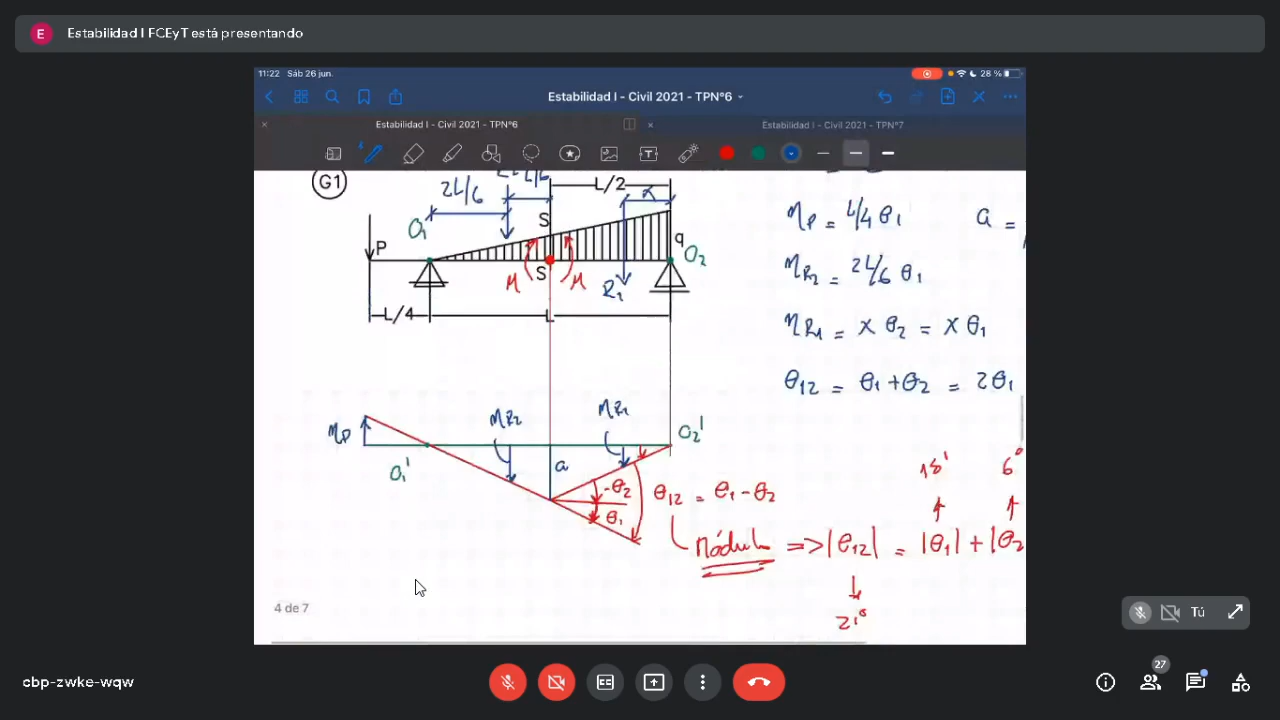 E Estabilidad I FCEyT está presentando
11:22 Sáb 26 jun.
28 %
Estabilidad I - Civil 2021 - TPN°6
Estabilidad I - Civil 2021 - TPN°6
Estabilidad I - Civil 2021 - TPN°7
G1
2L/6
L/2
x
O1
S
P
q
O2
S
M
M
R1
L/4
L
ηP = L/4 θ1
a =
ηR2 = 2L/6 θ1
ηR1 = x θ2 = x θ1
θ12 = θ1 + θ2 = 2θ1
ηP
ηR2
ηR1
O2'
O1'
a
-θ2
θ1
θ12 = θ1 - θ2
Módulo => |θ12| = |θ1| + |θ2
4 de 7
Tú
27
cbp-zwke-wqw